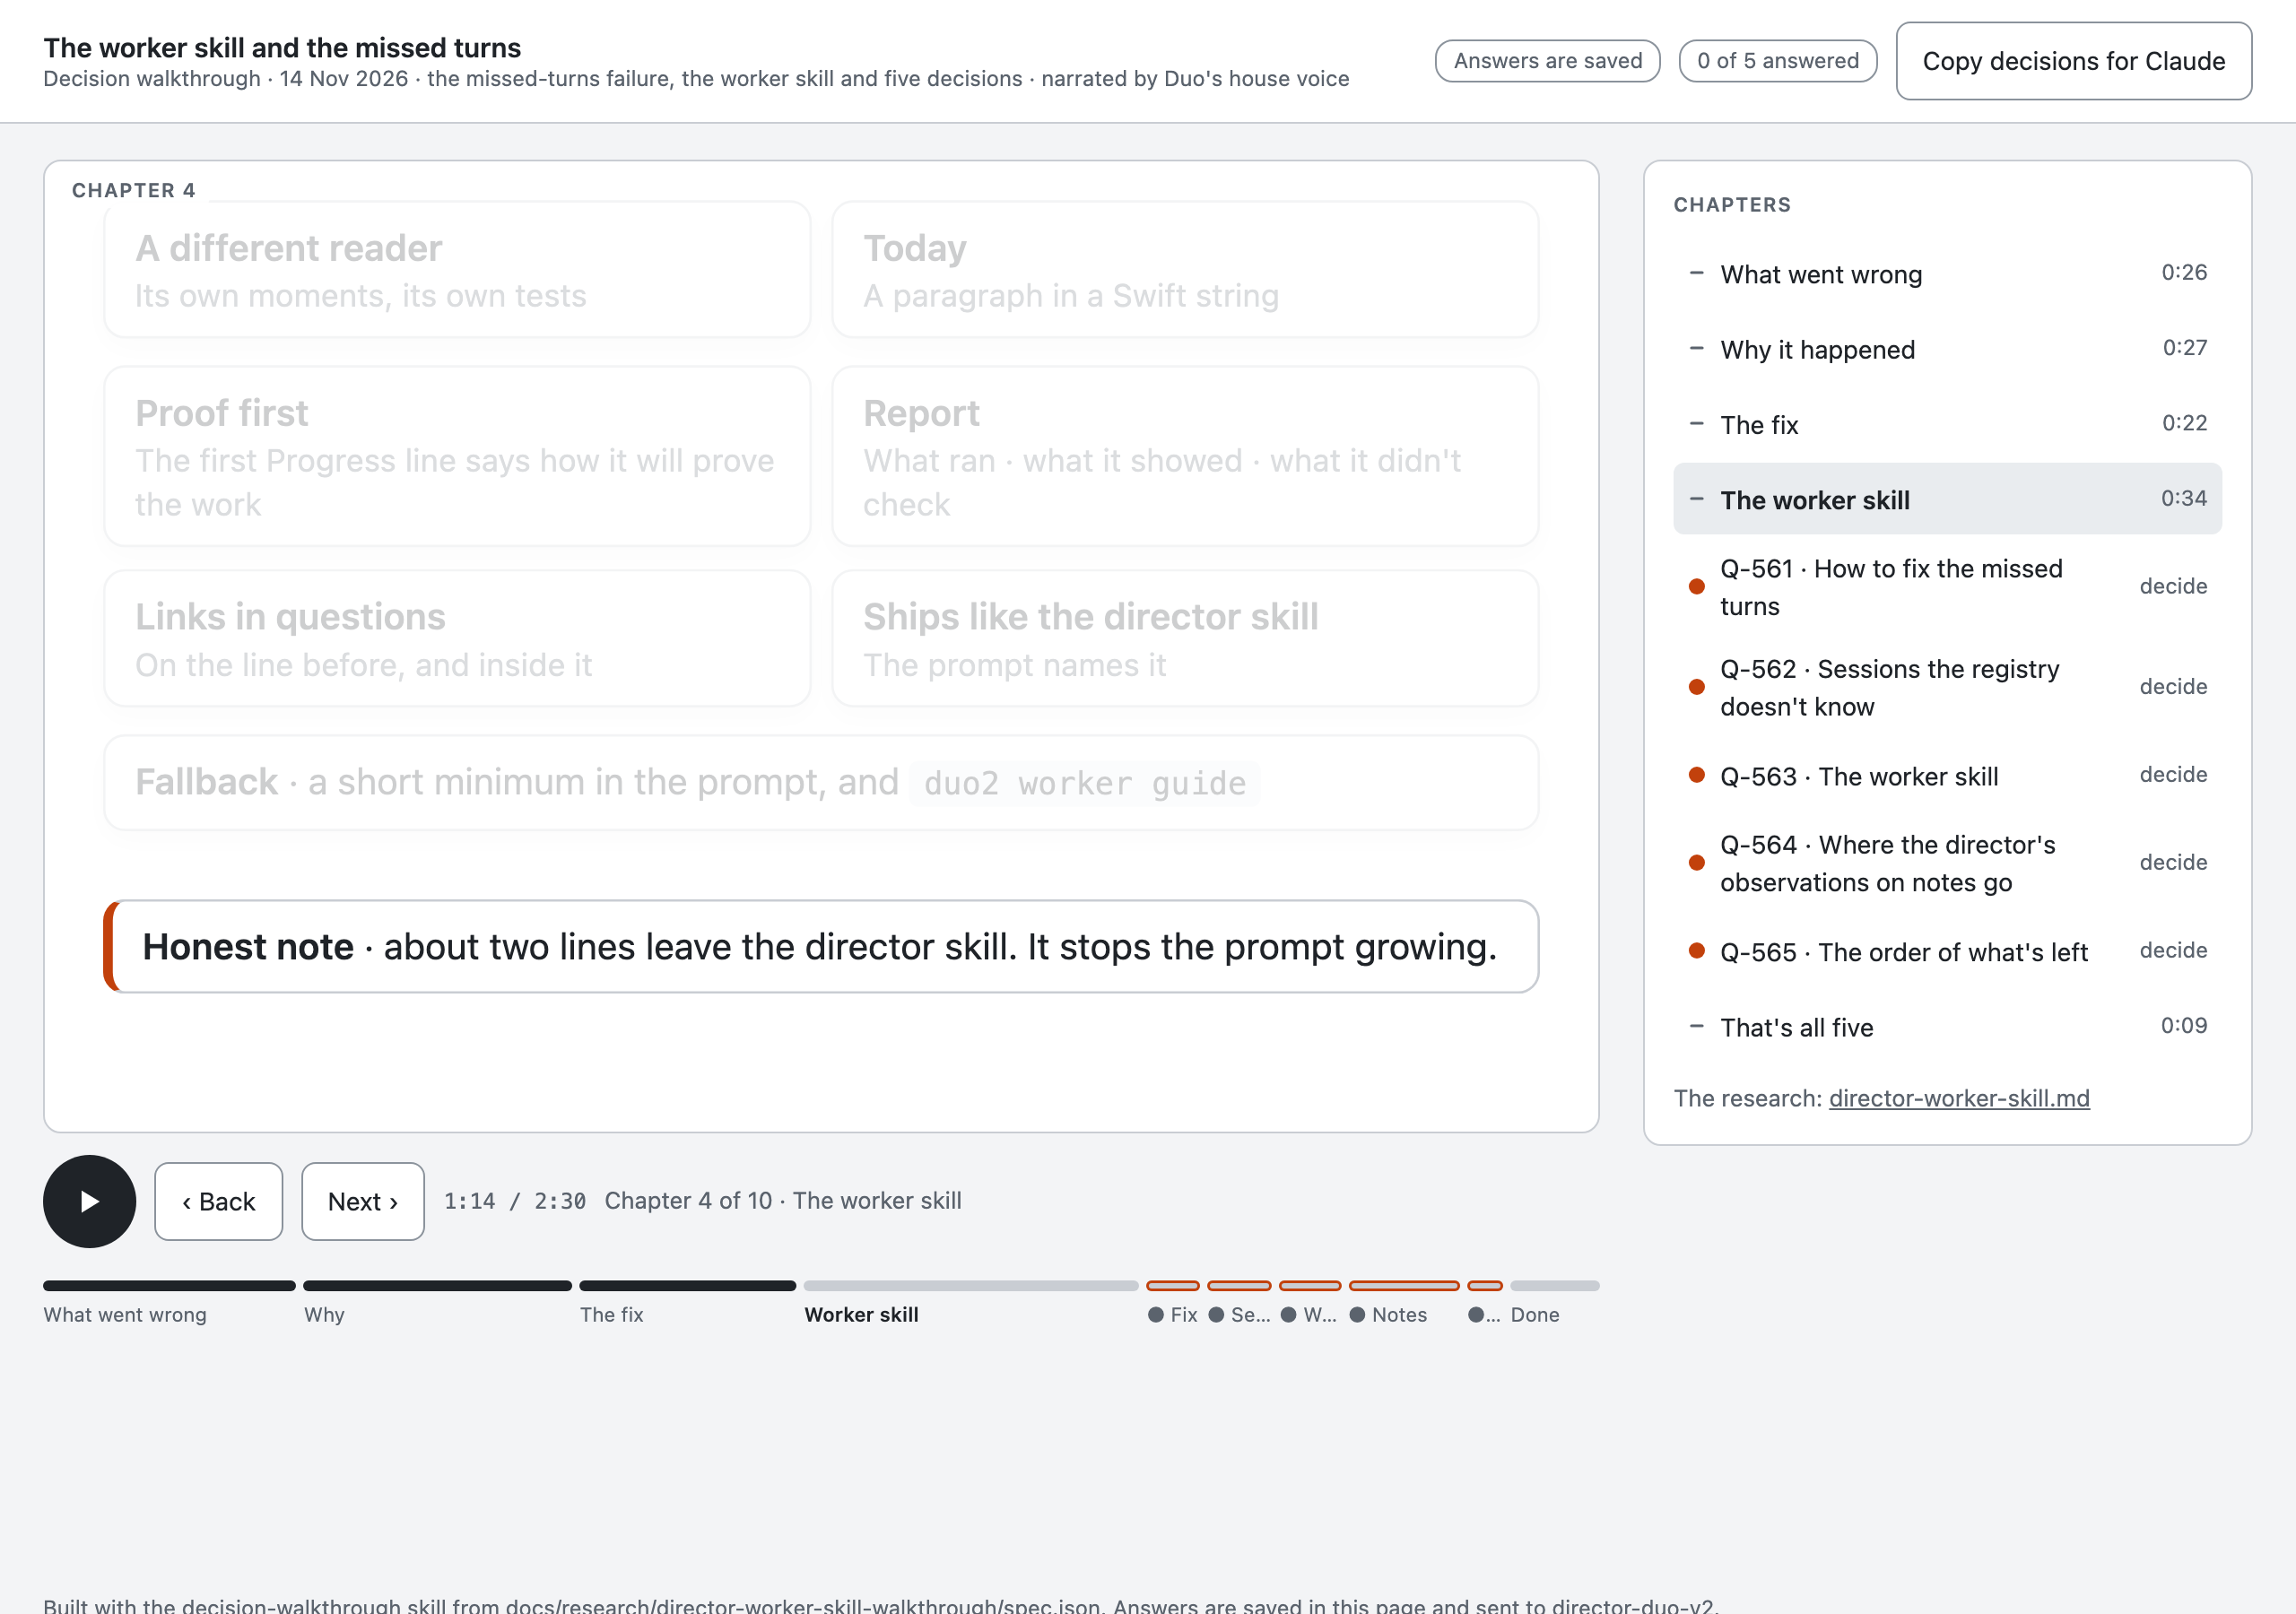 The worker skill and the missed turns
Decision walkthrough · 14 Nov 2026 · the missed-turns failure, the worker skill and five decisions · narrated by Duo's house voice
Answers are saved
0 of 5 answered
Copy decisions for Claude
CHAPTER 4
A different reader
Its own moments, its own tests
Today
A paragraph in a Swift string
Proof first
The first Progress line says how it will prove
the work
Report
What ran · what it showed · what it didn't
check
Links in questions
On the line before, and inside it
Ships like the director skill
The prompt names it
Fallback · a short minimum in the prompt, and duo2 worker guide
Honest note · about two lines leave the director skill. It stops the prompt growing.
CHAPTERS
– What went wrong 0:26
– Why it happened 0:27
– The fix 0:22
– The worker skill 0:34
Q-561 · How to fix the missed
turns
decide
Q-562 · Sessions the registry
doesn't know
decide
Q-563 · The worker skill decide
Q-564 · Where the director's
observations on notes go
decide
Q-565 · The order of what's left decide
– That's all five 0:09
The research: director-worker-skill.md
‹ Back
Next ›
1:14 / 2:30 Chapter 4 of 10 · The worker skill
What went wrong
Why
The fix
Worker skill
Fix
Se...
W...
Notes
...
Done
Built with the decision-walkthrough skill from docs/research/director-worker-skill-walkthrough/spec.json. Answers are saved in this page and sent to director-duo-v2.